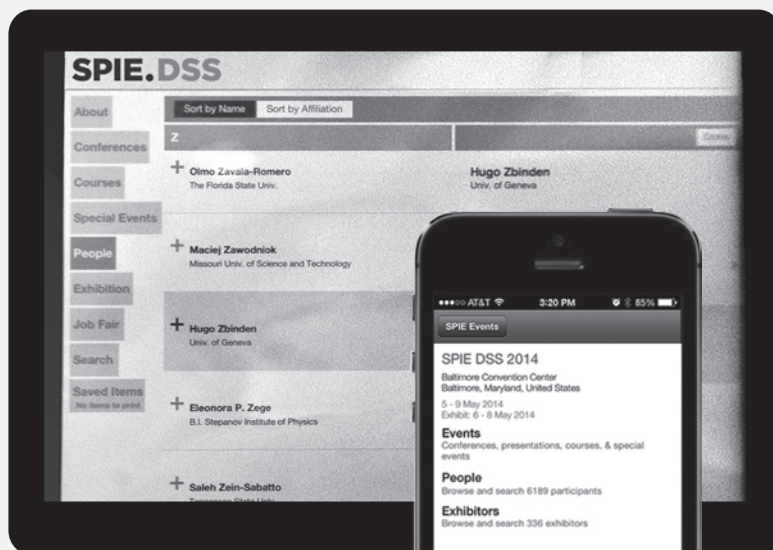 SPIE.DSS
About
Conferences
Courses
Special Events
People
Exhibition
Job Fair
Search
Saved Items
No items to print
Sort by Name Sort by Affiliation
Z
Olmo Zavala-Romero
The Florida State Univ.
Maciej Zawodniok
Missouri Univ. of Science and Technology
Hugo Zbinden
Univ. of Geneva
Eleonora P. Zege
B.I. Stepanov Institute of Physics
Saleh Zein-Sabatto
Tennessee State Univ.
Hugo Zbinden
Univ. of Geneva
AT&T 3:20 PM 85%
SPIE Events
SPIE DSS 2014
Baltimore Convention Center
Baltimore, Maryland, United States
5 - 9 May 2014
Exhibit: 6 - 8 May 2014
Events
Conferences, presentations, courses, & special
events
People
Browse and search 6189 participants
Exhibitors
Browse and search 336 exhibitors